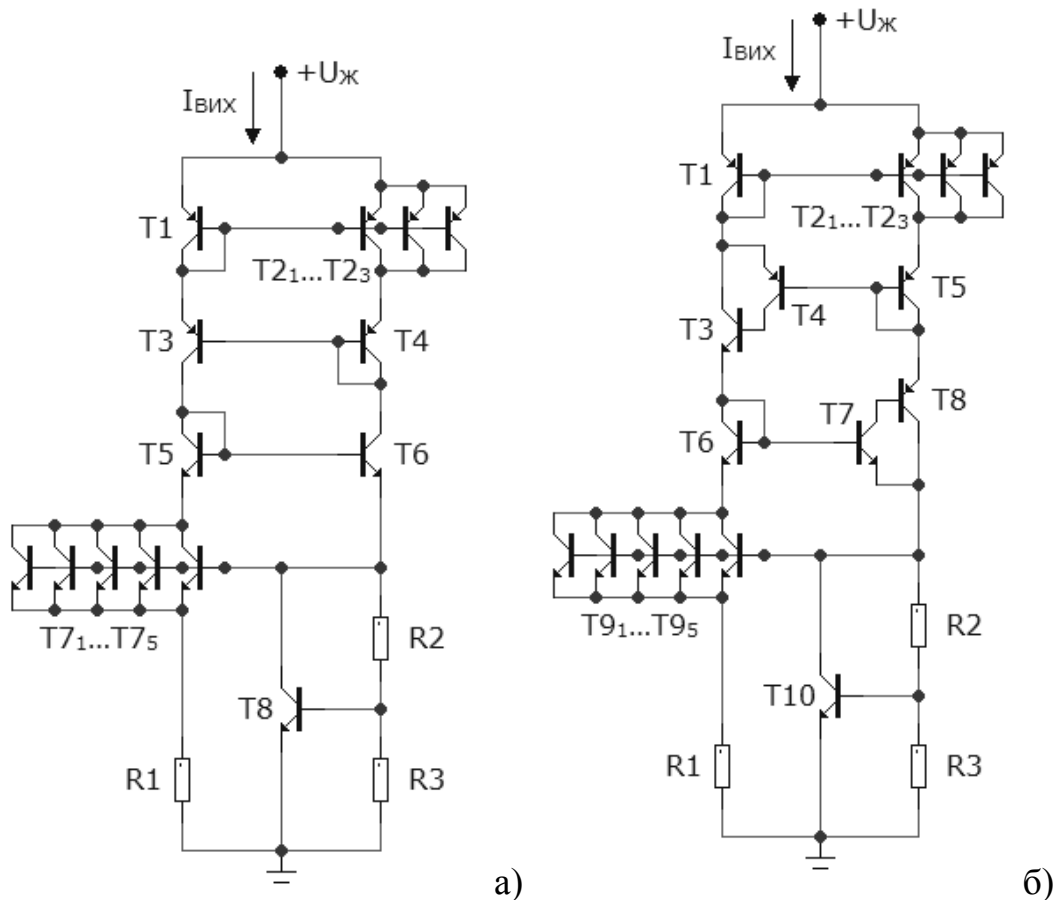 +Uж
Iвих
T1
T2₁...T2₃
T3
T4
T5
T6
T7₁...T7₅
R2
T8
R1
R3
а)
+Uж
Iвих
T1
T2₁...T2₃
T5
T4
T3
T8
T7
T6
T9₁...T9₅
R2
T10
R1
R3
б)